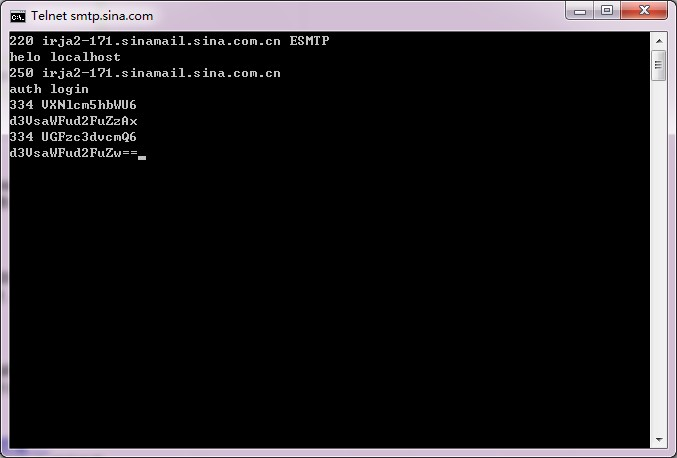 Telnet smtp.sina.com
220 irja2-171.sinamail.sina.com.cn ESMTP
helo localhost
250 irja2-171.sinamail.sina.com.cn
auth login
334 VXNlcm5hbWU6
d3VsaWFud2FuZzAx
334 UGFzc3dvcmQ6
d3VsaWFud2FuZw==